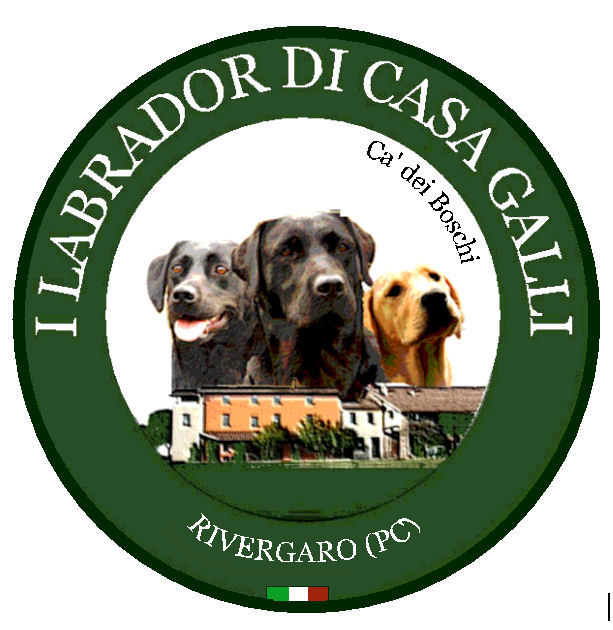 I LABRADOR DI CASA GALLI
Ca' dei Boschi
RIVERGARO (PC)